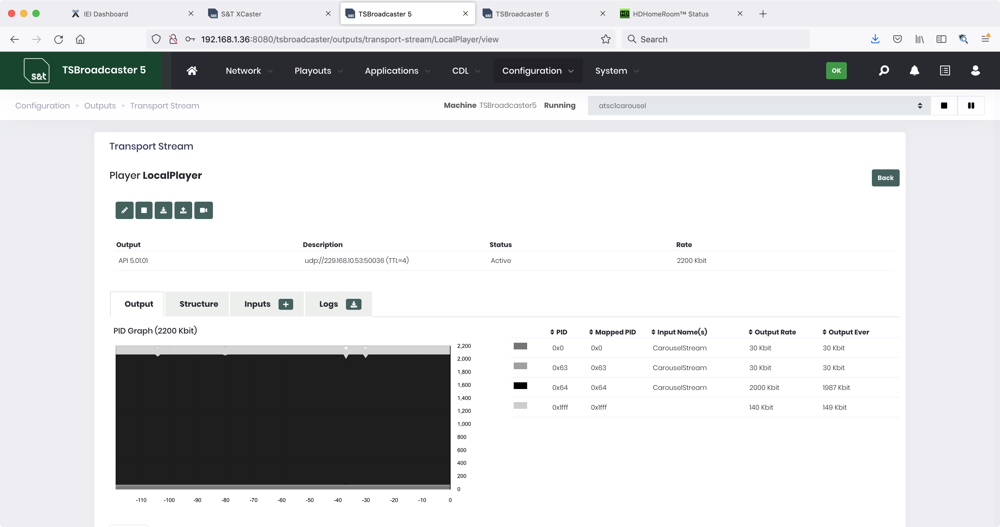 IEI Dashboard
S&T XCaster
TSBroadcaster 5
TSBroadcaster 5
HD HDHomeRoom™ Status
192.168.1.36:8080/tsbroadcaster/outputs/transport-stream/LocalPlayer/view
Search
s&t TSBroadcaster 5
Network Playouts Applications CDL Configuration System
OK
Configuration • Outputs • Transport Stream
Machine TSBroadcaster5 Running atsc1carousel
Transport Stream
Player LocalPlayer
Back
Output Description Status Rate
API 5.01.01 udp://229.168.10.53:50036 (TTL=4) Active 2200 Kbit
Output Structure Inputs Logs
PID Graph (2200 Kbit)
2,200
2,000
1,800
1,600
1,400
1,200
1,000
800
600
400
200
0
-110 -100 -90 -80 -70 -60 -50 -40 -30 -20 -10 0
PID Mapped PID Input Name(s) Output Rate Output Ever
0x0 0x0 CarouselStream 30 Kbit 30 Kbit
0x63 0x63 CarouselStream 30 Kbit 30 Kbit
0x64 0x64 CarouselStream 2000 Kbit 1987 Kbit
0x1fff 0x1fff 140 Kbit 149 Kbit